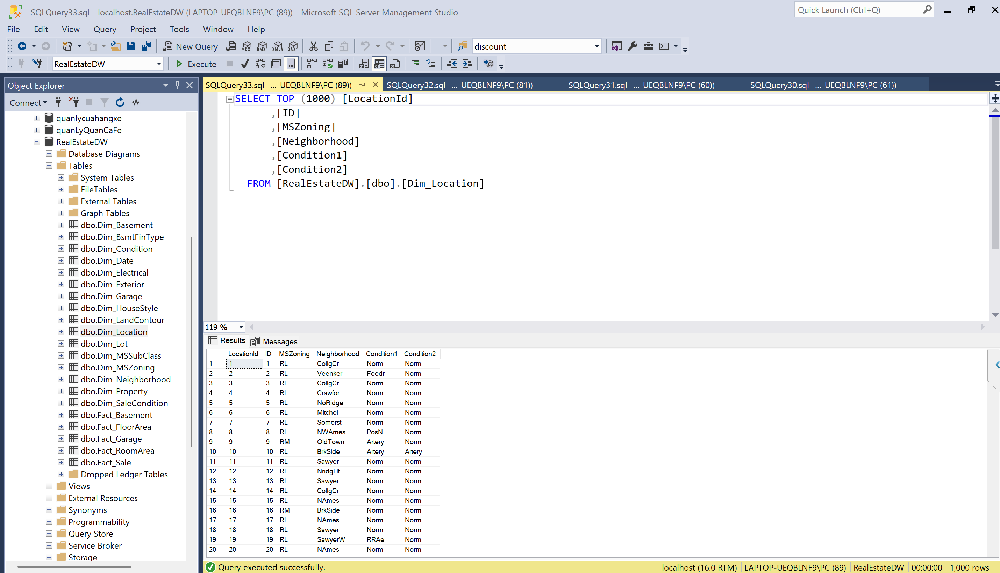 SQLQuery33.sql - localhost.RealEstateDW (LAPTOP-UEQBLNF9\PC (89)) - Microsoft SQL Server Management Studio
Quick Launch (Ctrl+Q)
File Edit View Query Project Tools Window Help
New Query MDX DMX XMLA DAX discount
RealEstateDW Execute
Object Explorer
Connect
quanlycuahangxe
quanLyQuanCaFe
RealEstateDW
Database Diagrams
Tables
System Tables
FileTables
External Tables
Graph Tables
dbo.Dim_Basement
dbo.Dim_BsmtFinType
dbo.Dim_Condition
dbo.Dim_Date
dbo.Dim_Electrical
dbo.Dim_Exterior
dbo.Dim_Garage
dbo.Dim_HouseStyle
dbo.Dim_LandContour
dbo.Dim_Location
dbo.Dim_Lot
dbo.Dim_MSSubClass
dbo.Dim_MSZoning
dbo.Dim_Neighborhood
dbo.Dim_Property
dbo.Dim_SaleCondition
dbo.Fact_Basement
dbo.Fact_FloorArea
dbo.Fact_Garage
dbo.Fact_RoomArea
dbo.Fact_Sale
Dropped Ledger Tables
Views
External Resources
Synonyms
Programmability
Query Store
Service Broker
Storage
SQLQuery33.sql -...-UEQBLNF9\PC (89)) SQLQuery32.sql -...-UEQBLNF9\PC (81)) SQLQuery31.sql -...-UEQBLNF9\PC (60)) SQLQuery30.sql -...-UEQBLNF9\PC (61))
SELECT TOP (1000) [LocationId]
,[ID]
,[MSZoning]
,[Neighborhood]
,[Condition1]
,[Condition2]
FROM [RealEstateDW].[dbo].[Dim_Location]
119 %
Results Messages
LocationId ID MSZoning Neighborhood Condition1 Condition2
1 1 1 RL CollgCr Norm Norm
2 2 2 RL Veenker Feedr Norm
3 3 3 RL CollgCr Norm Norm
4 4 4 RL Crawfor Norm Norm
5 5 5 RL NoRidge Norm Norm
6 6 6 RL Mitchel Norm Norm
7 7 7 RL Somerst Norm Norm
8 8 8 RL NWAmes PosN Norm
9 9 9 RM OldTown Artery Norm
10 10 10 RL BrkSide Artery Artery
11 11 11 RL Sawyer Norm Norm
12 12 12 RL NridgHt Norm Norm
13 13 13 RL Sawyer Norm Norm
14 14 14 RL CollgCr Norm Norm
15 15 15 RL NAmes Norm Norm
16 16 16 RM BrkSide Norm Norm
17 17 17 RL NAmes Norm Norm
18 18 18 RL Sawyer Norm Norm
19 19 19 RL SawyerW RRAe Norm
20 20 20 RL NAmes Norm Norm
Query executed successfully. localhost (16.0 RTM) LAPTOP-UEQBLNF9\PC (89) RealEstateDW 00:00:00 1,000 rows